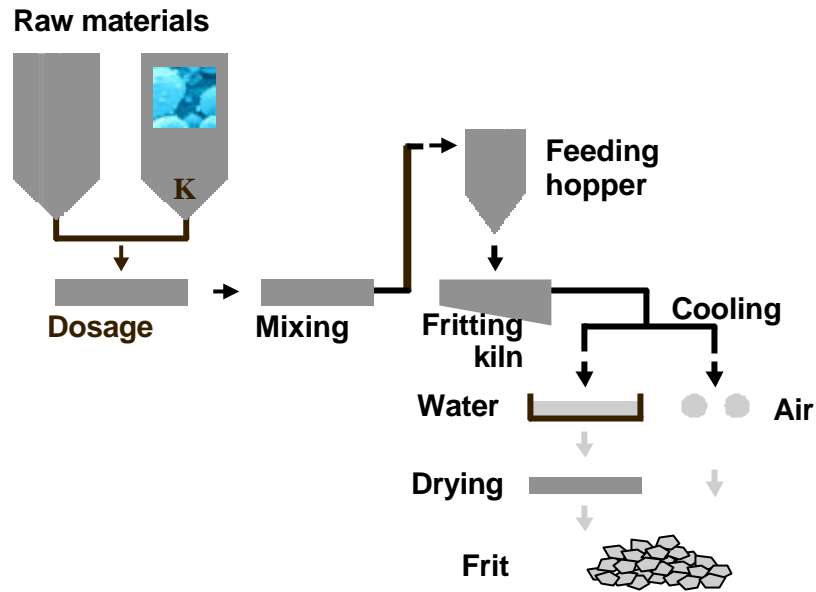 Raw materials
K
Feeding
hopper
Dosage
Mixing
Fritting
kiln
Cooling
Water
Air
Drying
Frit